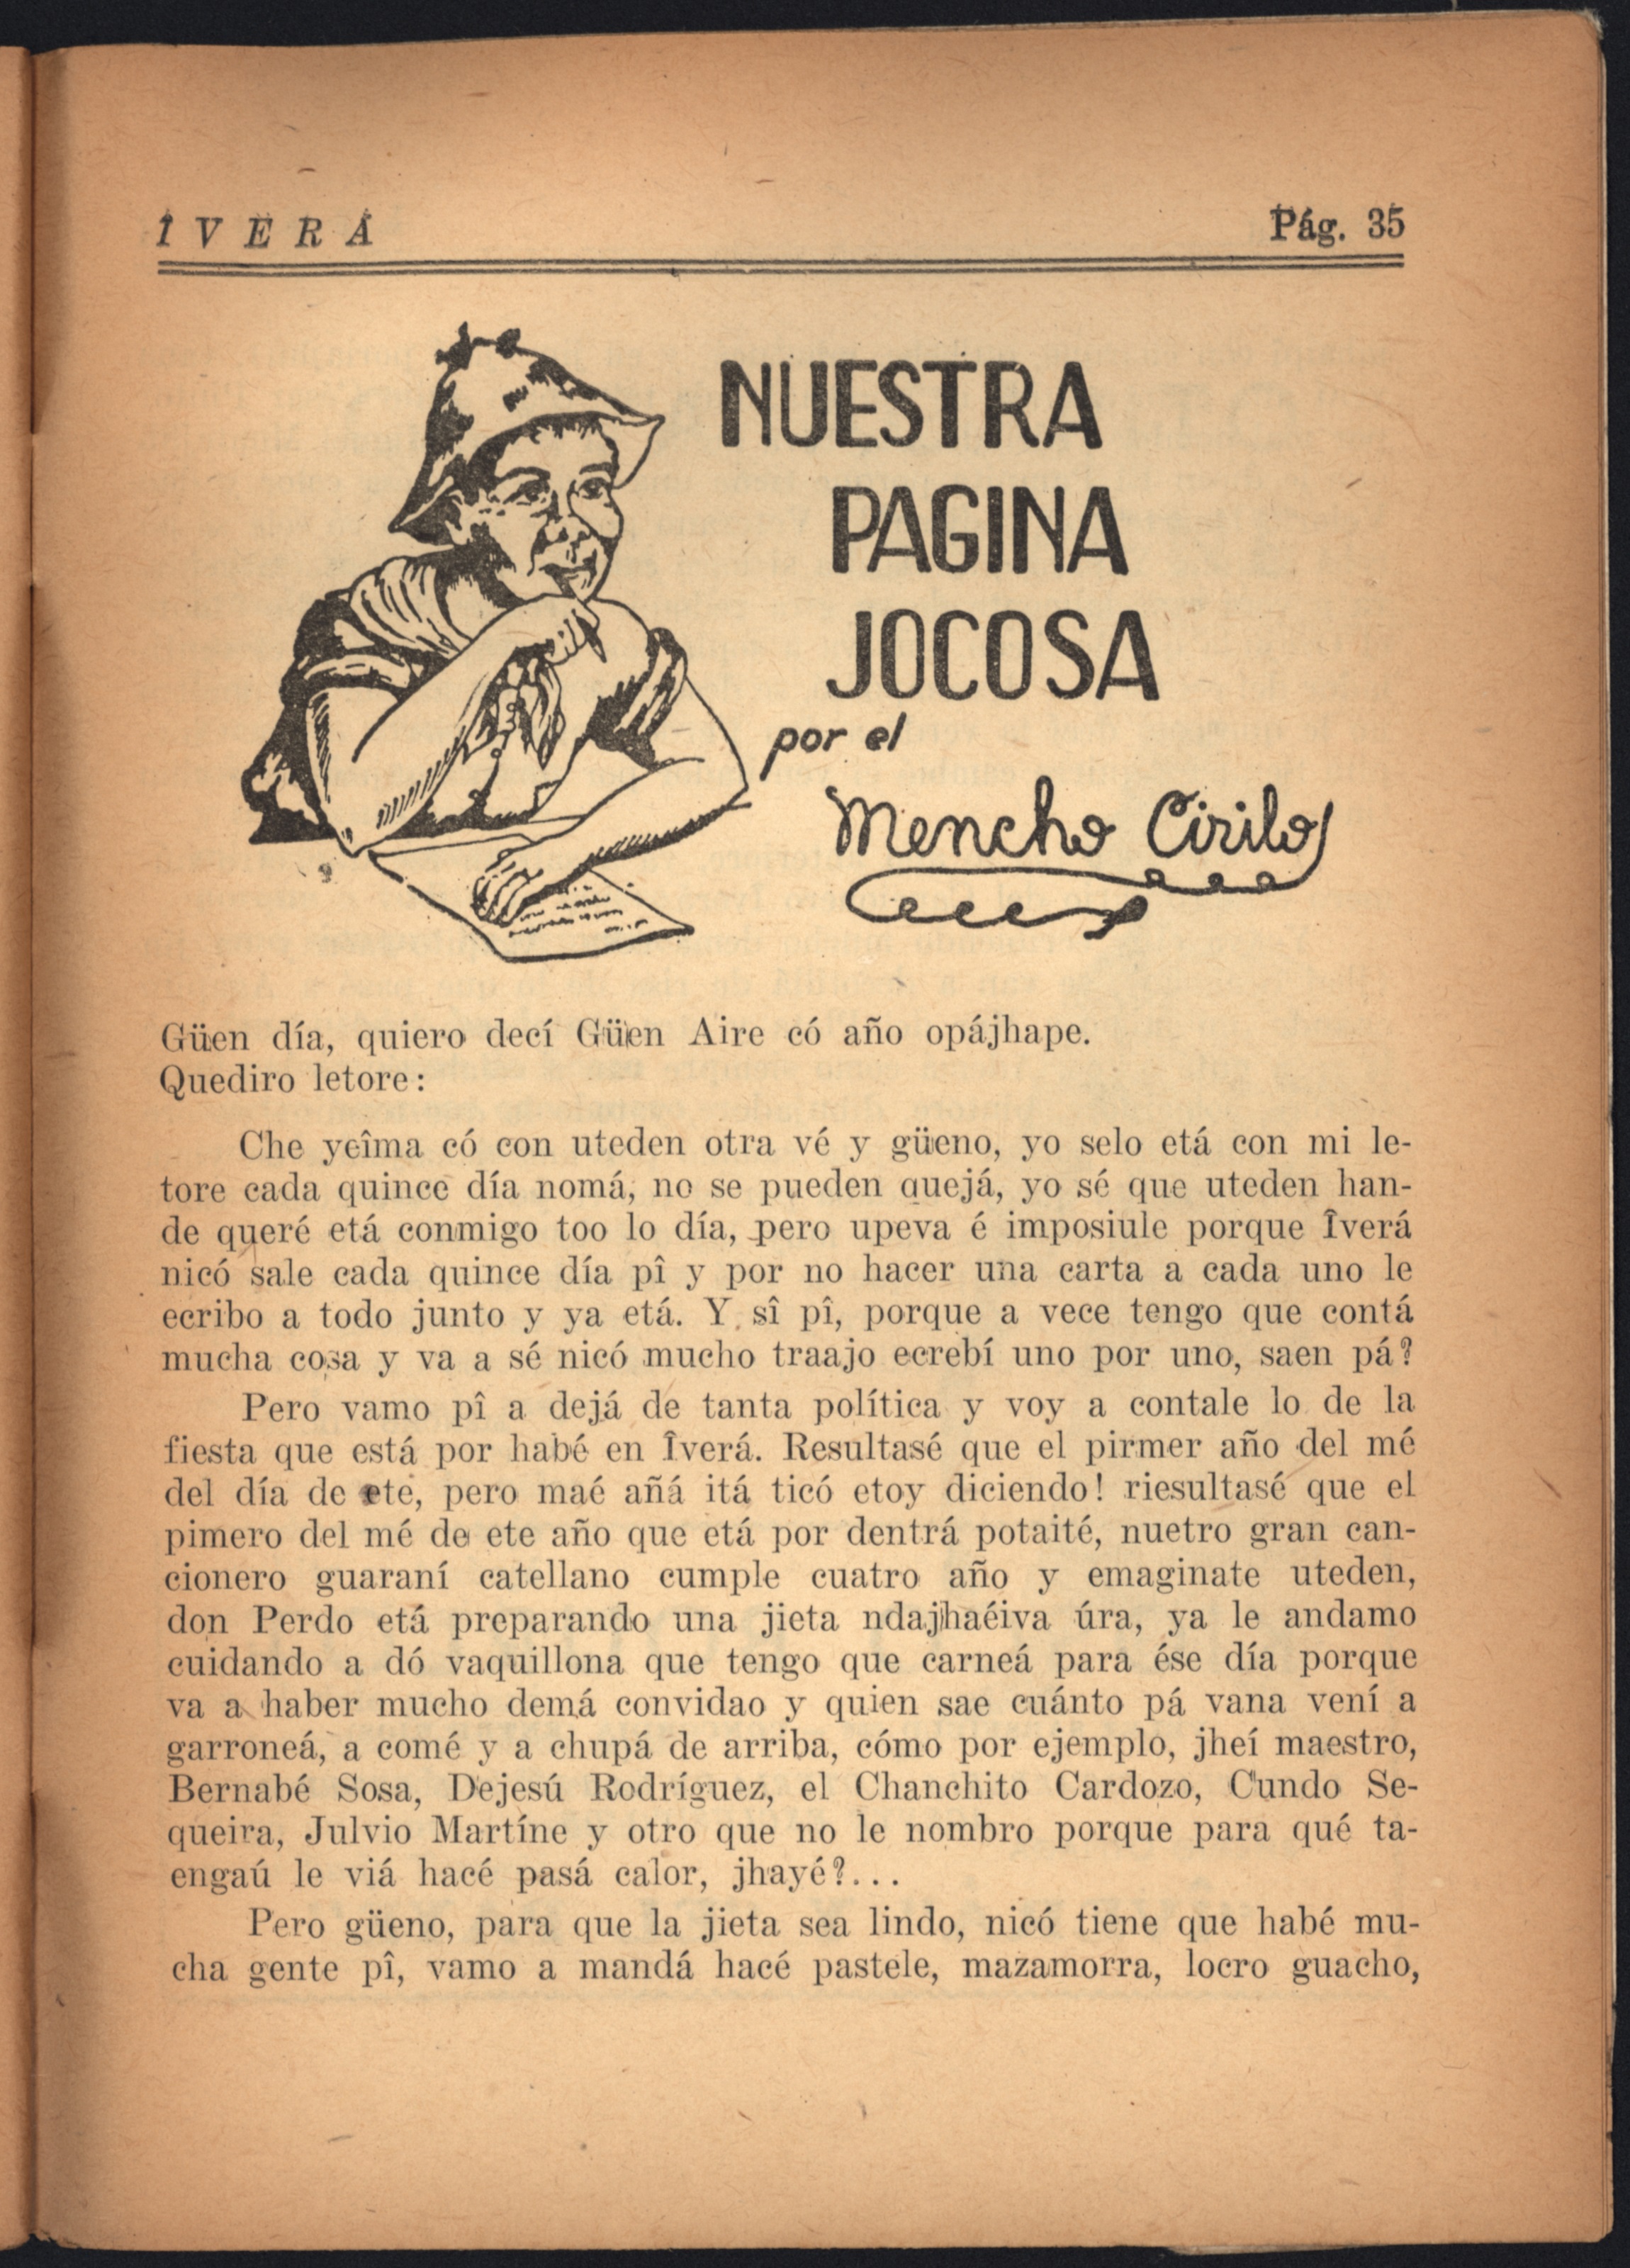 ÎVERÁ
Pág. 35
NUESTRA
PAGINA
JOCOSA
por el
Mencho Cirilo
Güen día, quiero decí Güen Aire có año opájhape.
Quediro letore:
Che yeîma có con uteden otra vé y güeno, yo selo etá con mi le-
tore cada quince día nomá, no se pueden quejá, yo sé que uteden han-
de queré etá conmigo too lo día, pero upeva é imposiule porque Îverá
nicó sale cada quince día pî y por no hacer una carta a cada uno le
ecribo a todo junto y ya etá. Y sî pî, porque a vece tengo que contá
mucha cosa y va a sé nicó mucho traajo ecrebí uno por uno, saen pá?
Pero vamo pî a dejá de tanta política y voy a contale lo de la
fiesta que está por habé en Îverá. Resultasé que el pirmer año del mé
del día de ete, pero maé añá itá ticó etoy diciendo! riesultasé que el
pimero del mé de ete año que etá por dentrá potaité, nuetro gran can-
cionero guaraní catellano cumple cuatro año y emaginate uteden,
don Perdo etá preparando una jieta ndajhaéiva úra, ya le andamo
cuidando a dó vaquillona que tengo que carneá para ése día porque
va a haber mucho demá convidao y quien sae cuánto pá vana vení a
garroneá, a comé y a chupá de arriba, cómo por ejemplo, jheí maestro,
Bernabé Sosa, Dejesú Rodríguez, el Chanchito Cardozo, Cundo Se-
queira, Julvio Martíne y otro que no le nombro porque para qué ta-
engaú le viá hacé pasá calor, jhayé?...
Pero güeno, para que la jieta sea lindo, nicó tiene que habé mu-
cha gente pî, vamo a mandá hacé pastele, mazamorra, locro guacho,